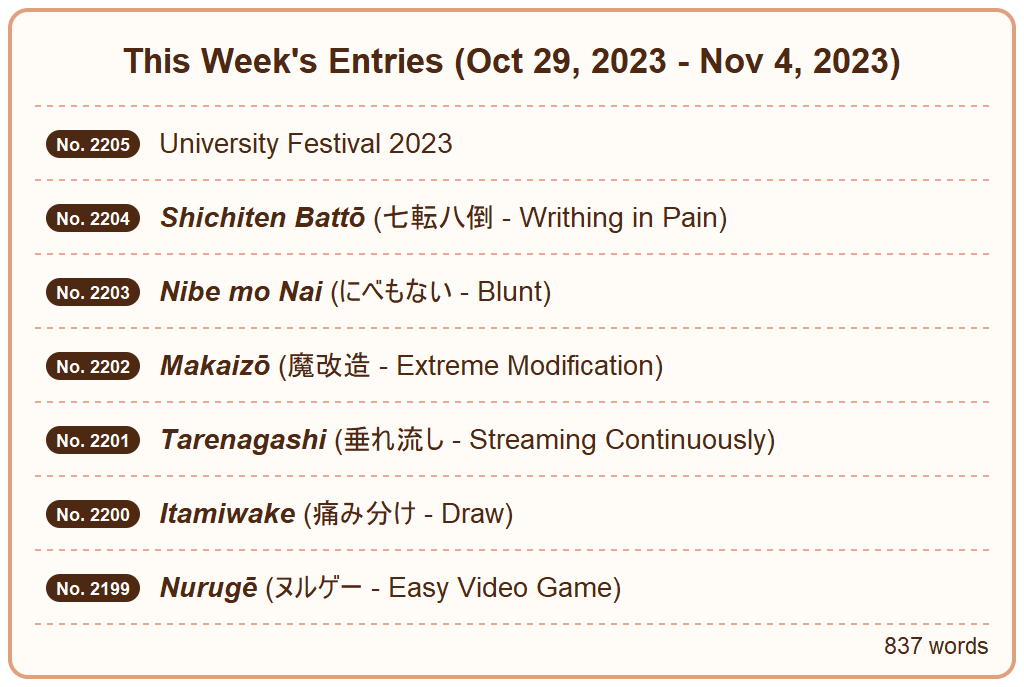 This Week's Entries (Oct 29, 2023 - Nov 4, 2023)
No. 2205 University Festival 2023
No. 2204 Shichiten Battō (七転八倒 - Writhing in Pain)
No. 2203 Nibe mo Nai (にべもない - Blunt)
No. 2202 Makaizō (魔改造 - Extreme Modification)
No. 2201 Tarenagashi (垂れ流し - Streaming Continuously)
No. 2200 Itamiwake (痛み分け - Draw)
No. 2199 Nurugē (ヌルゲー - Easy Video Game)
837 words